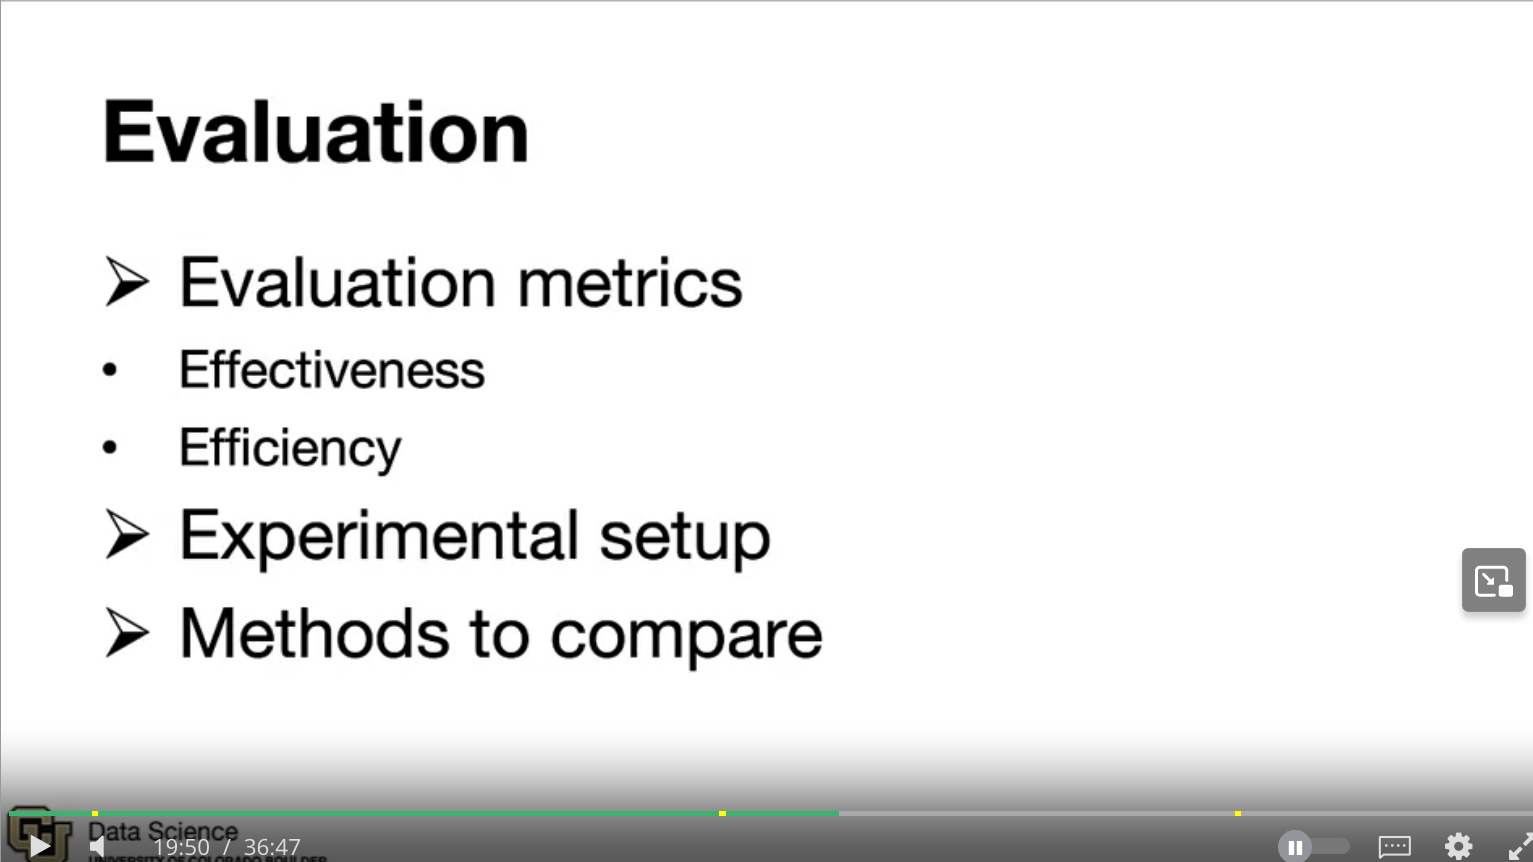 Evaluation
➢ Evaluation metrics
• Effectiveness
• Efficiency
➢ Experimental setup
➢ Methods to compare
Data Science
UNIVERSITY OF COLORADO BOULDER
19:50 / 36:47